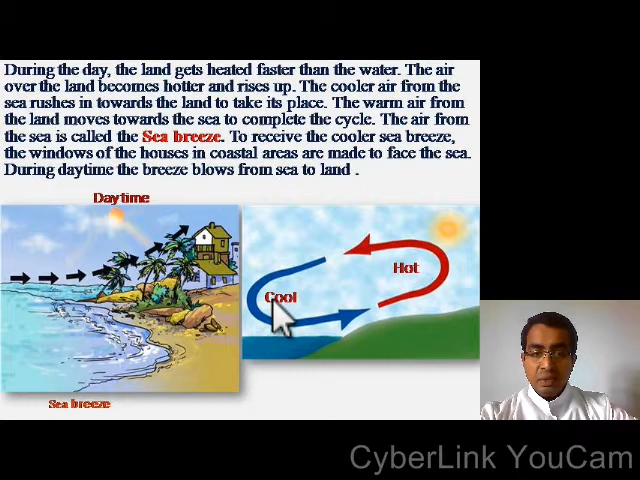 During the day, the land gets heated faster than the water. The air
over the land becomes hotter and rises up. The cooler air from the
sea rushes in towards the land to take its place. The warm air from
the land moves towards the sea to complete the cycle. The air from
the sea is called the Sea breeze. To receive the cooler sea breeze,
the windows of the houses in coastal areas are made to face the sea.
During daytime the breeze blows from sea to land .
Daytime
Hot
Cool
Sea breeze
CyberLink YouCam